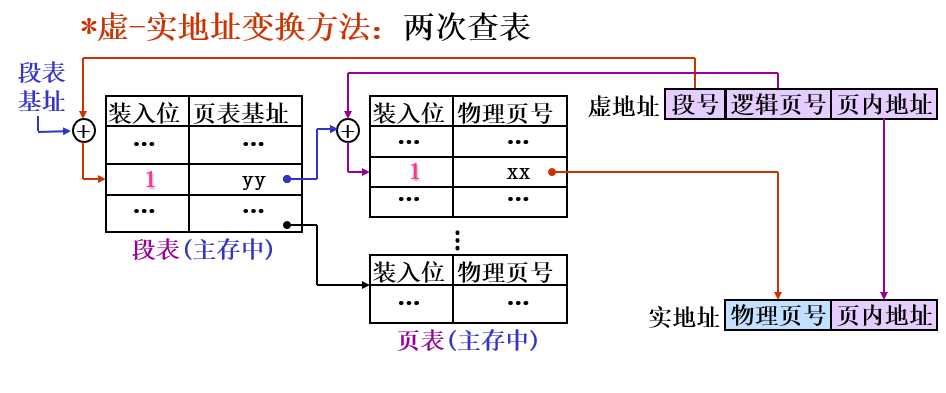 *虚-实地址变换方法：两次查表
段表
基址
虚地址 段号 逻辑页号 页内地址
装入位 页表基址
… …
1 yy
… …
段表(主存中)
装入位 物理页号
… …
1 xx
… …
⋮
装入位 物理页号
… …
页表(主存中)
实地址 物理页号 页内地址